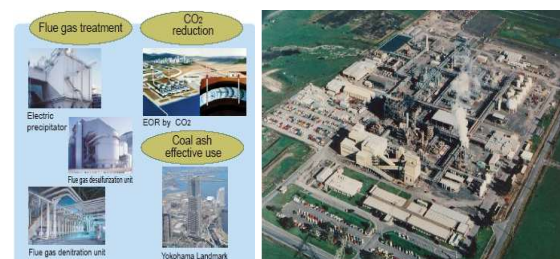 Flue gas treatment
Electric
precipitator
Flue gas desulfurization unit
Flue gas denitration unit
CO2
reduction
EOR by CO2
Coal ash
effective use
Yokohama Landmark